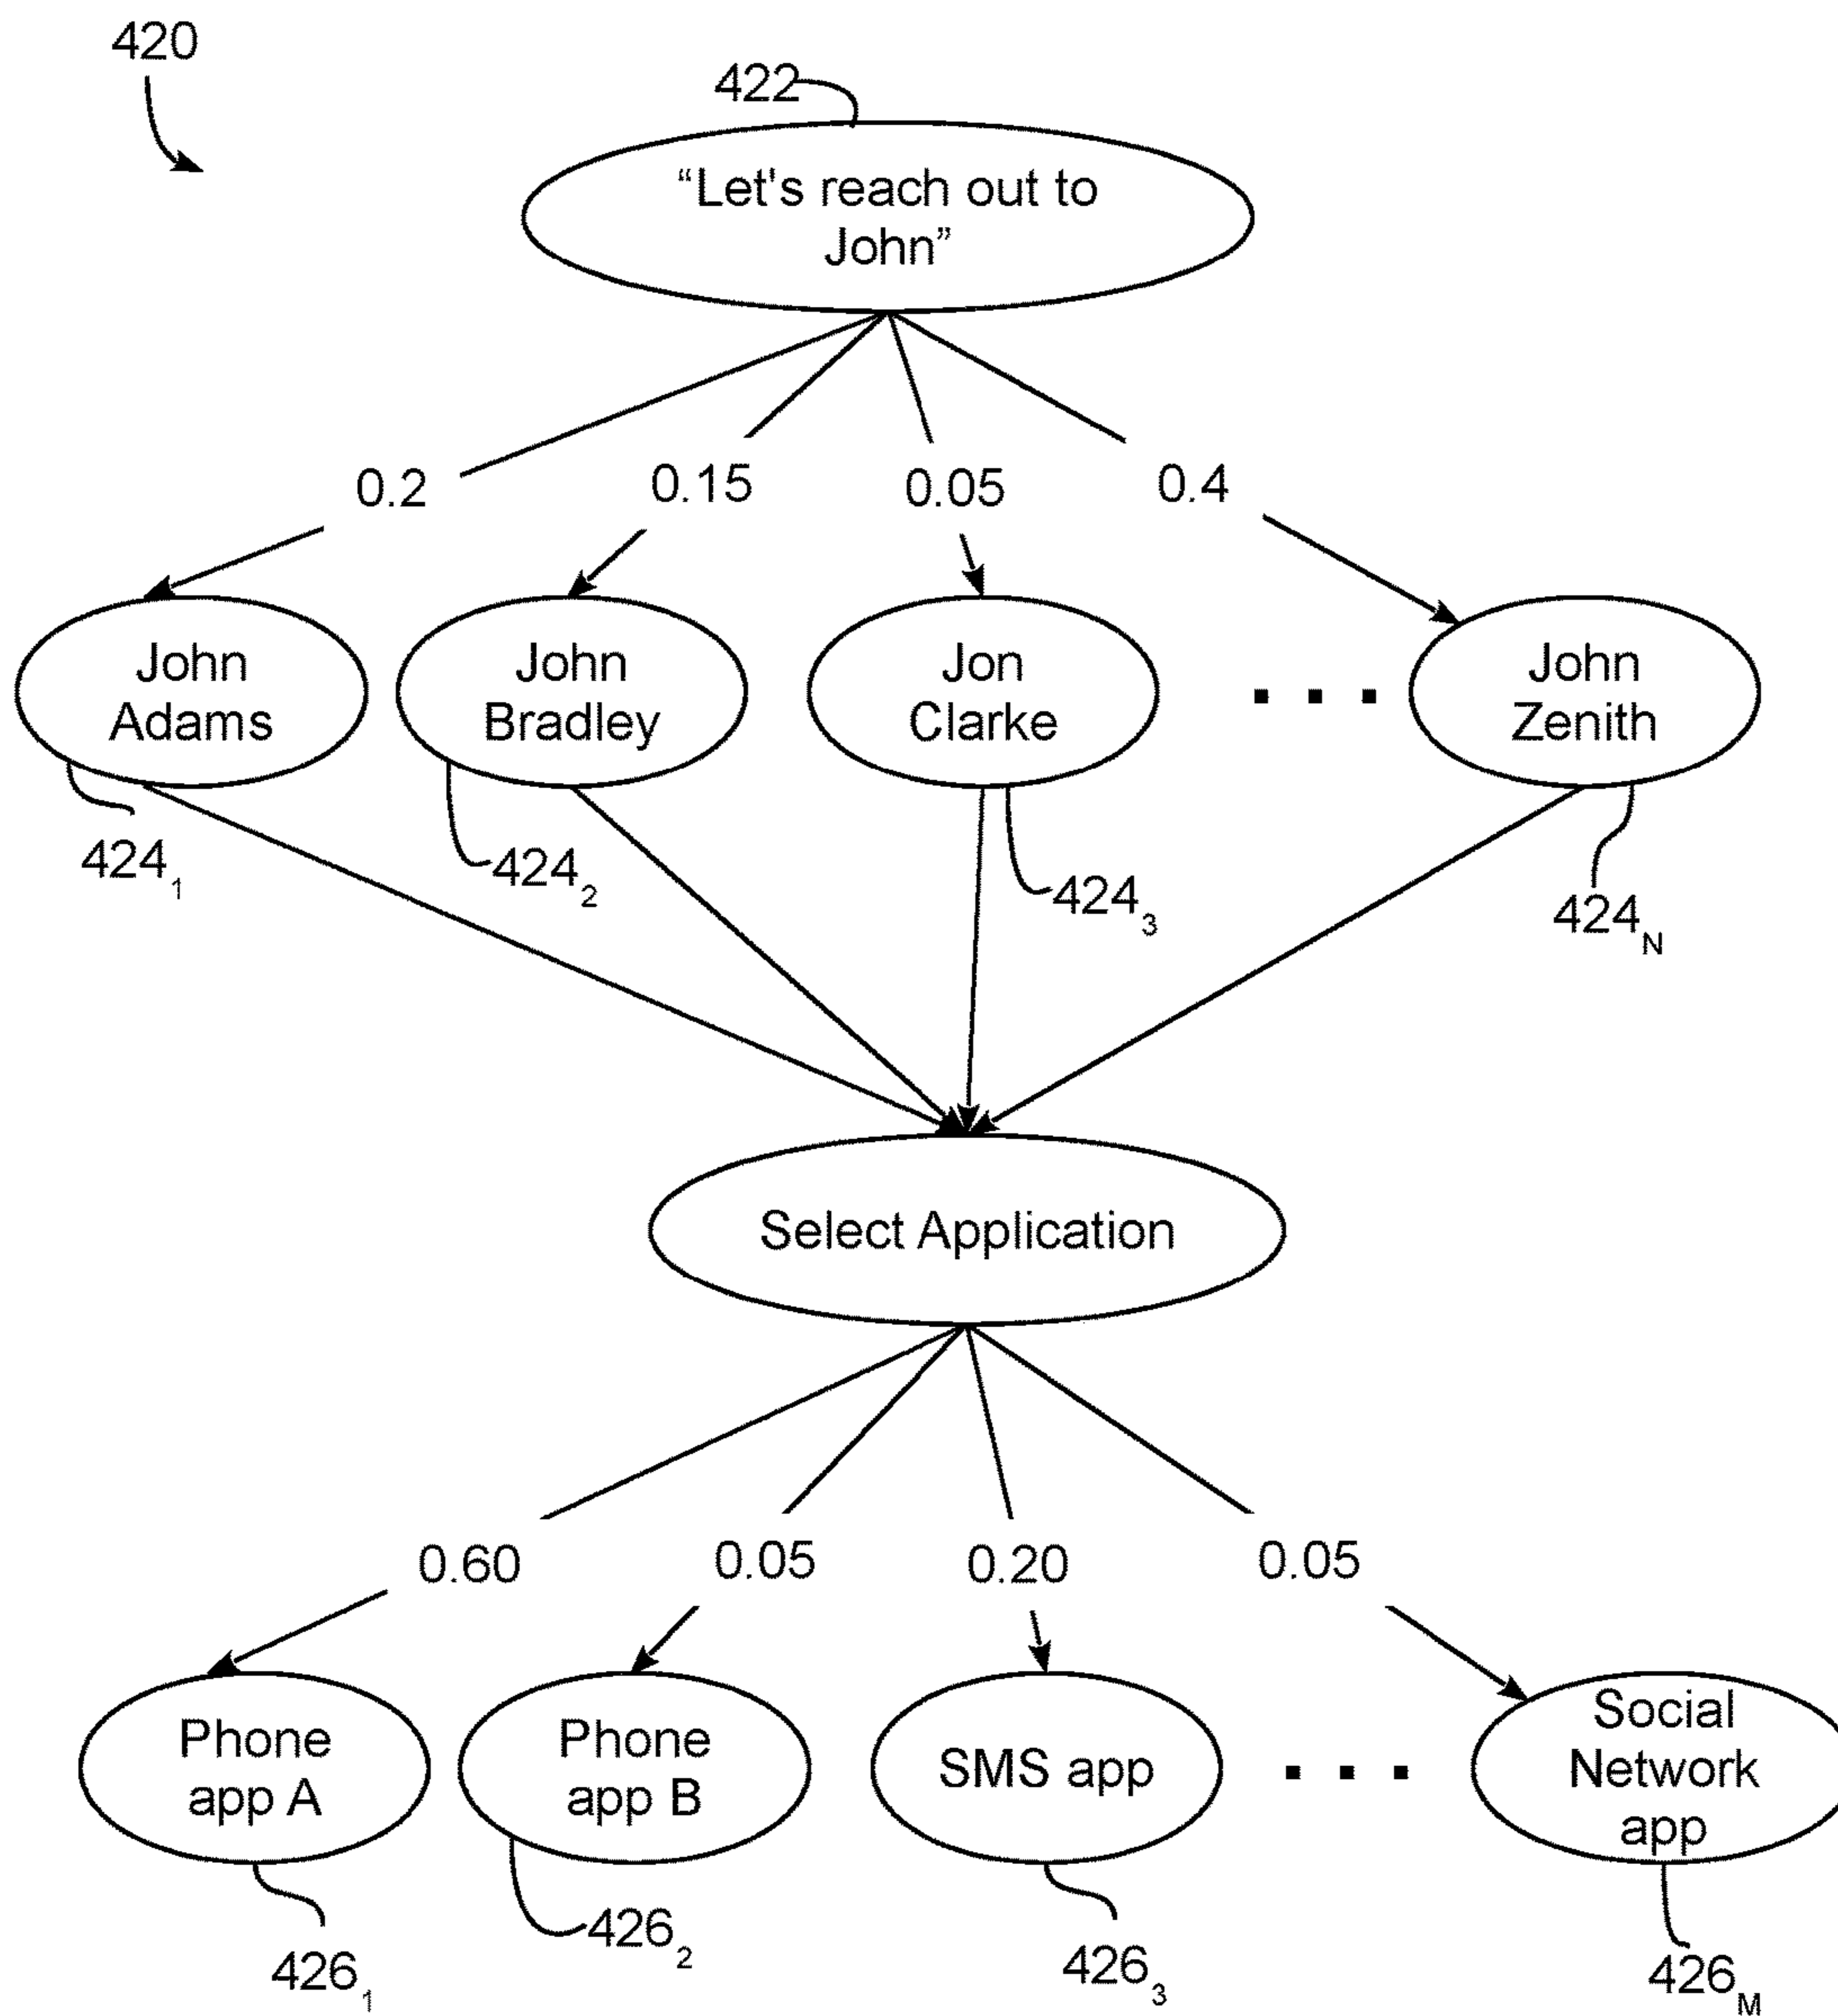 420
422
“Let's reach out to
John”
0.2
0.15
0.05
0.4
John
Adams
John
Bradley
Jon
Clarke
. . .
John
Zenith
424₁
424₂
424₃
424_N
Select Application
0.60
0.05
0.20
0.05
Phone
app A
Phone
app B
SMS app
. . .
Social
Network
app
426₁
426₂
426₃
426_M